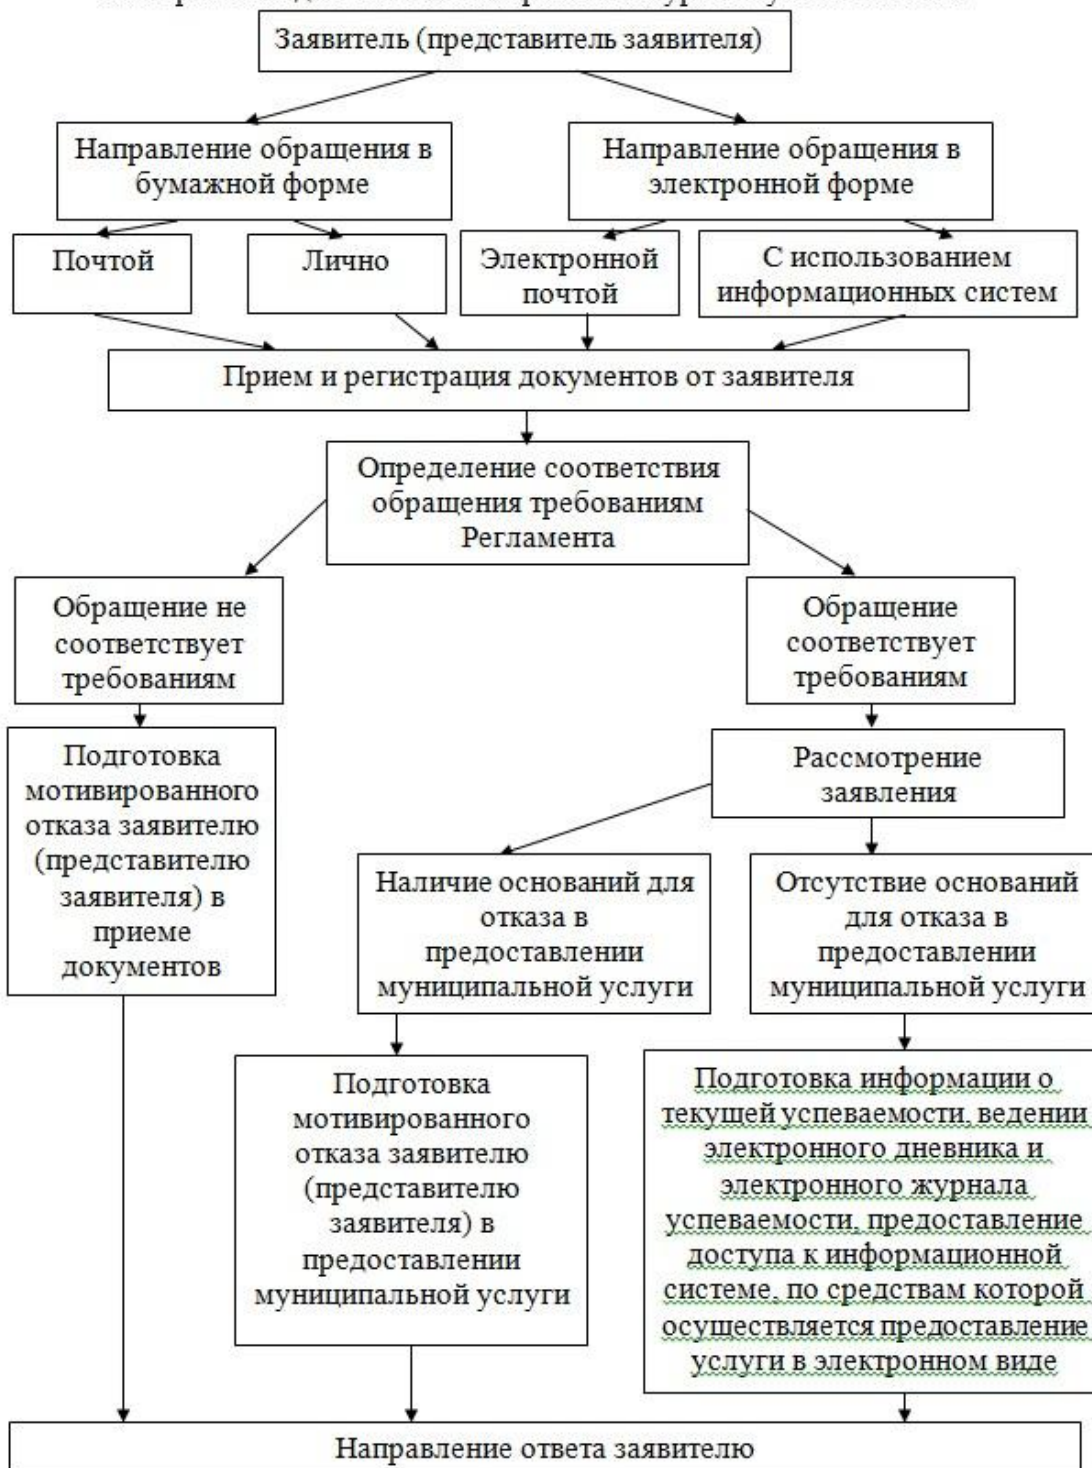 Заявитель (представитель заявителя)
Направление обращения в
бумажной форме
Направление обращения в
электронной форме
Почтой
Лично
Электронной
почтой
С использованием
информационных систем
Прием и регистрация документов от заявителя
Определение соответствия
обращения требованиям
Регламента
Обращение не
соответствует
требованиям
Обращение
соответствует
требованиям
Подготовка
мотивированного
отказа заявителю
(представителю
заявителя) в
приеме
документов
Рассмотрение
заявления
Наличие оснований для
отказа в
предоставлении
муниципальной услуги
Отсутствие оснований
для отказа в
предоставлении
муниципальной услуги
Подготовка
мотивированного
отказа заявителю
(представителю
заявителя) в
предоставлении
муниципальной услуги
Подготовка информации о
текущей успеваемости, ведении
электронного дневника и
электронного журнала
успеваемости, предоставление
доступа к информационной
системе, по средствам которой
осуществляется предоставление
услуги в электронном виде
Направление ответа заявителю